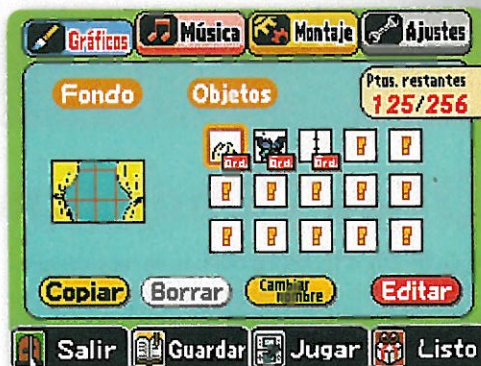 Gráficos Música Montaje Ajustes
Fondo Objetos Ptos. restantes
125/256
Ord. Ord. Ord.
Copiar Borrar Cambiar nombre Editar
Salir Guardar Jugar Listo